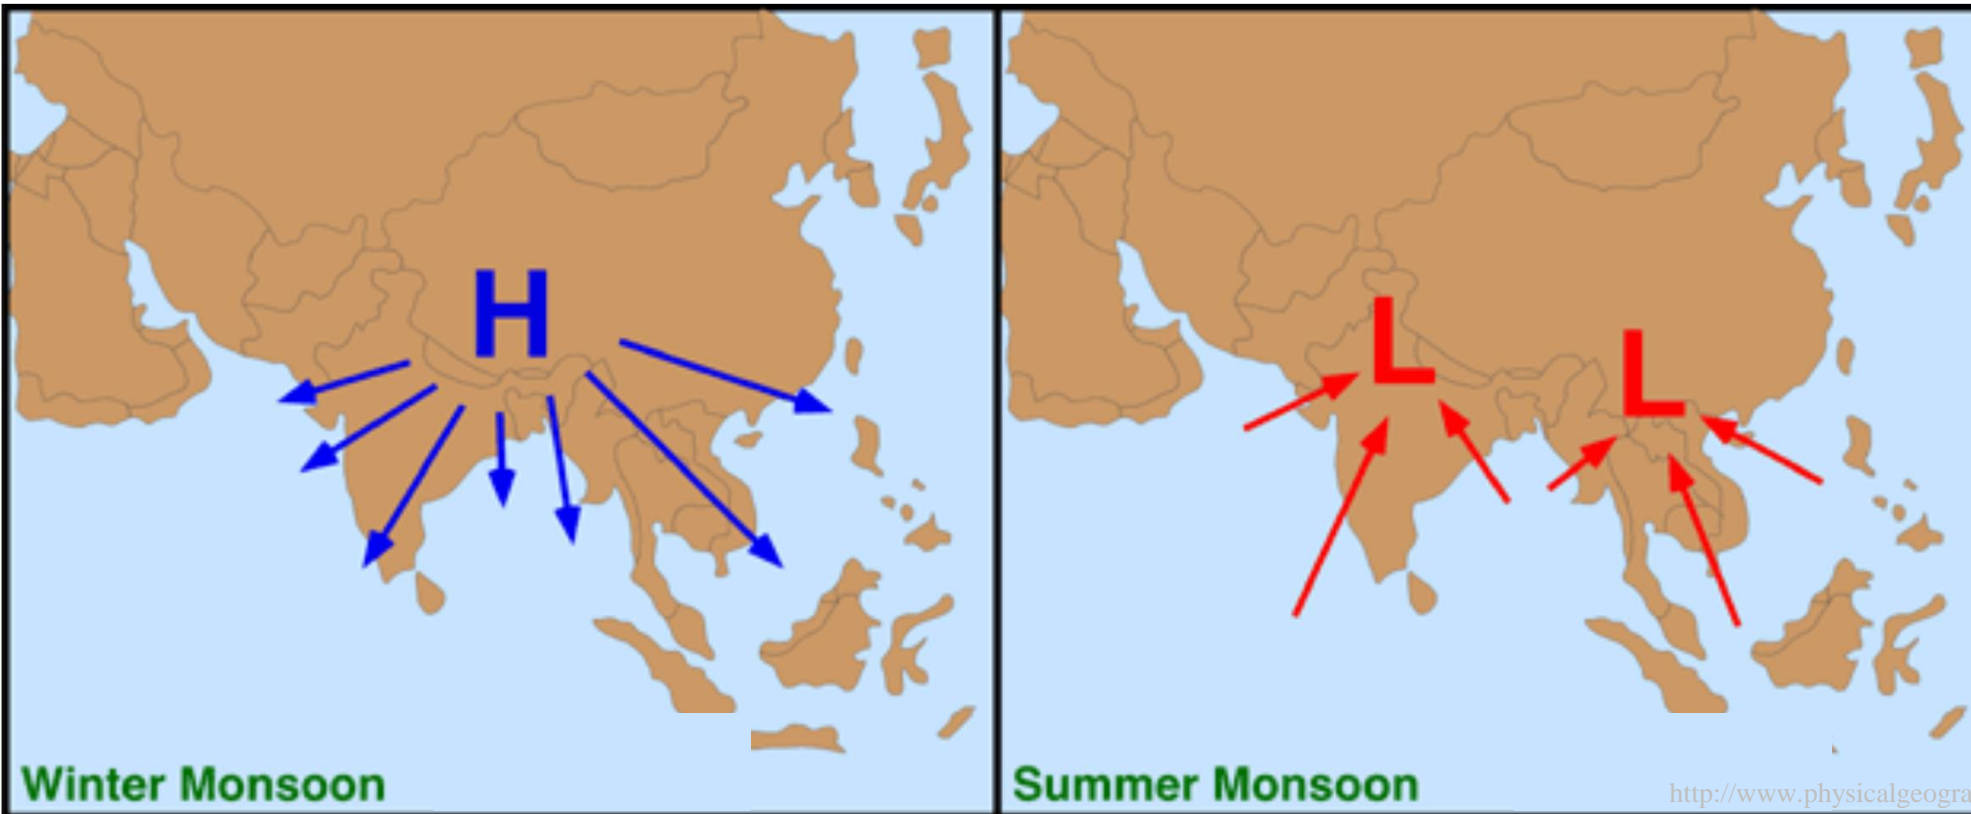 H
L
L
Winter Monsoon
Summer Monsoon
http://www.physicalgeogra